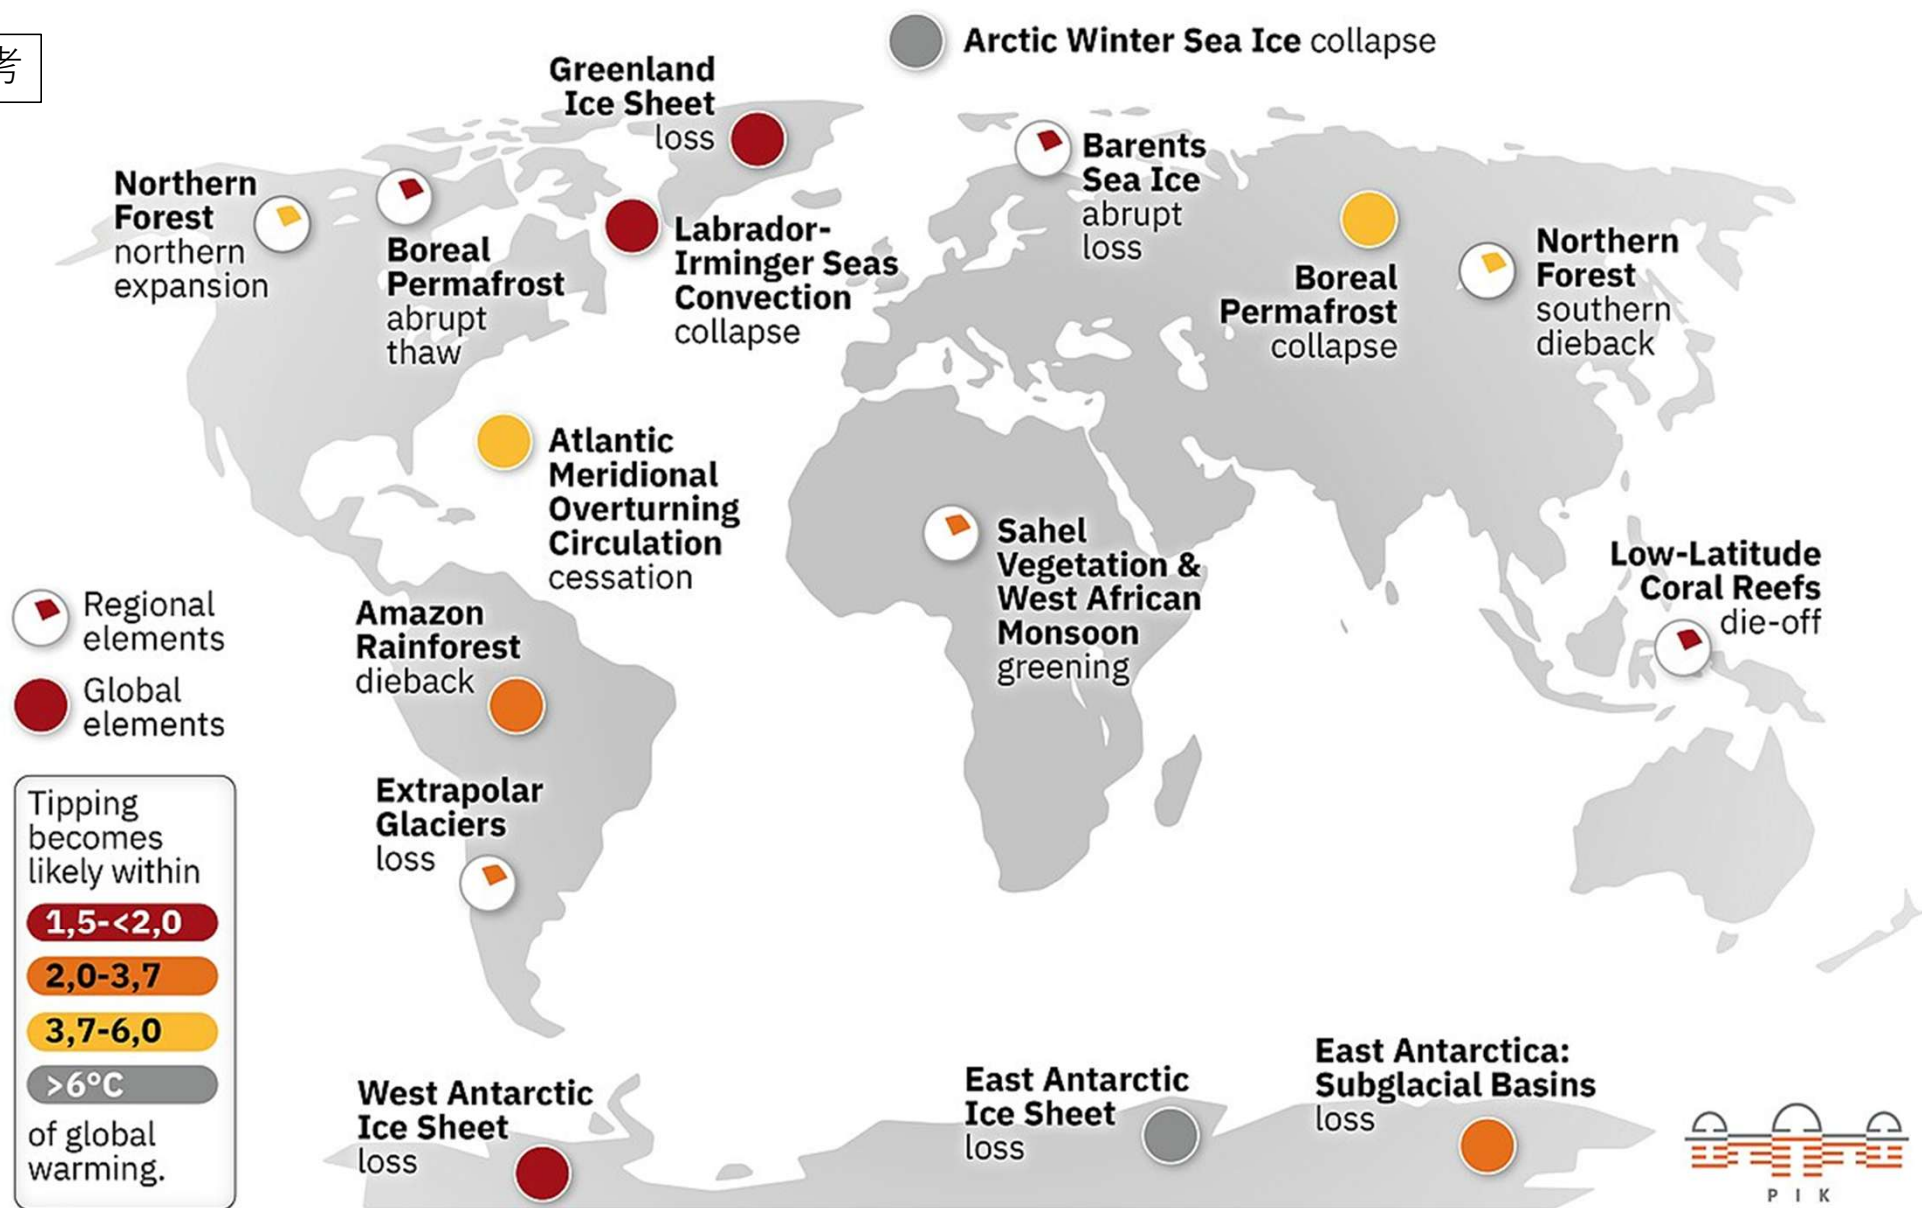 考
Arctic Winter Sea Ice collapse
Greenland
Ice Sheet
loss
Northern
Forest
northern
expansion
Boreal
Permafrost
abrupt
thaw
Labrador-
Irminger Seas
Convection
collapse
Barents
Sea Ice
abrupt
loss
Boreal
Permafrost
collapse
Northern
Forest
southern
dieback
Atlantic
Meridional
Overturning
Circulation
cessation
Sahel
Vegetation &
West African
Monsoon
greening
Low-Latitude
Coral Reefs
die-off
Regional
elements
Global
elements
Amazon
Rainforest
dieback
Extrapolar
Glaciers
loss
Tipping
becomes
likely within
1,5-<2,0
2,0-3,7
3,7-6,0
>6°C
of global
warming.
West Antarctic
Ice Sheet
loss
East Antarctic
Ice Sheet
loss
East Antarctica:
Subglacial Basins
loss
P I K